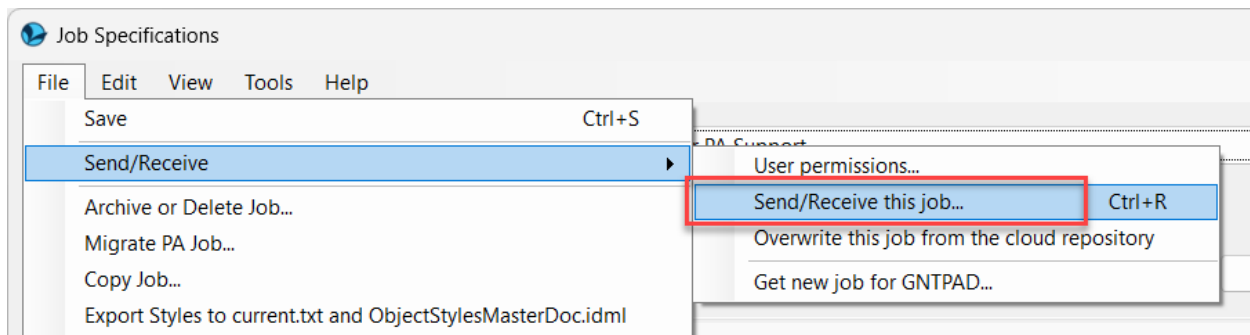 Job Specifications
File Edit View Tools Help
Save Ctrl+S
PA Support
Send/Receive
User permissions...
Send/Receive this job... Ctrl+R
Archive or Delete Job...
Overwrite this job from the cloud repository
Migrate PA Job...
Get new job for GNTPAD...
Copy Job...
Export Styles to current.txt and ObjectStylesMasterDoc.idml